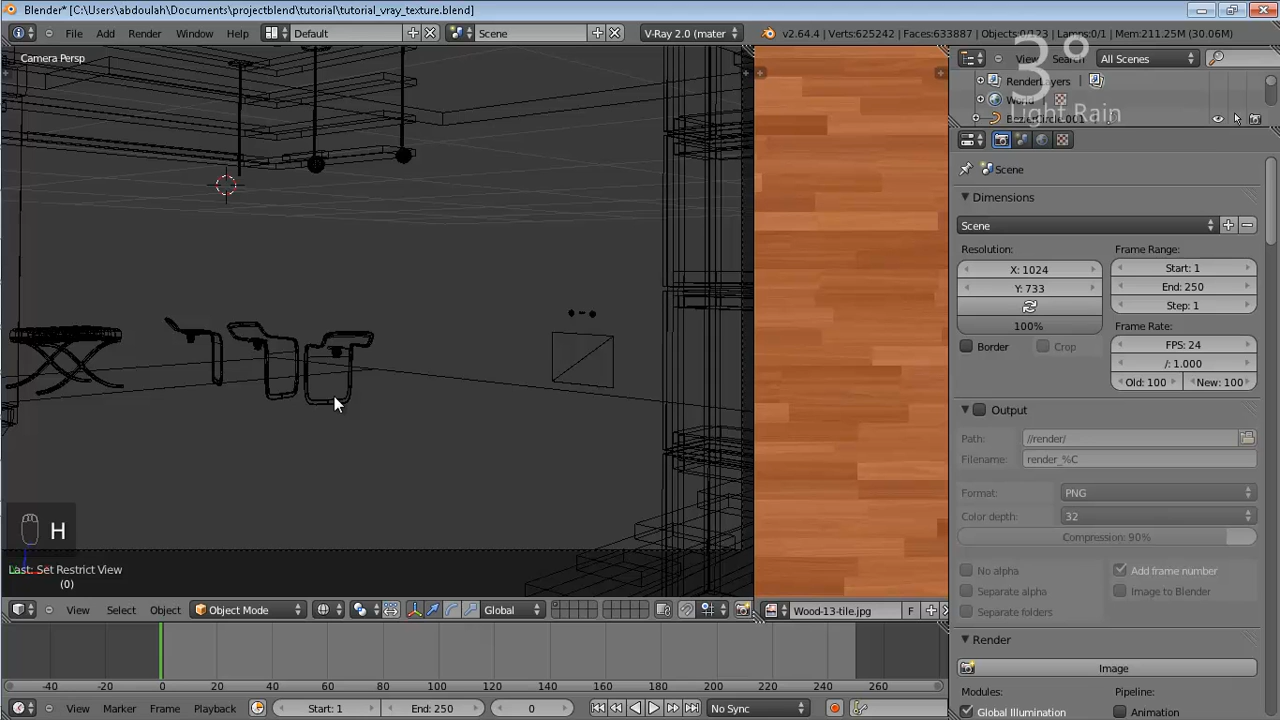 Blender* [C:\Users\abdoulah\Documents\projectblend\tutorial\tutorial_vray_texture.blend]
File Add Render Window Help Default Scene V-Ray 2.0 (mater v2.64.4 | Verts:625242 | Faces:633887 | Objects:0/123 | Lamps:0/1 | Mem:211.25M (30.06M)
Camera Persp
View Search All Scenes
3°
Light Rain
RenderLayers
World
Scene
Dimensions
Scene
Resolution: Frame Range:
X: 1024 Start: 1
Y: 733 End: 250
Step: 1
100% Frame Rate:
Border Crop FPS: 24
/: 1.000
Old: 100 New: 100
Output
Path: //render/
Filename: render_%C
Format: PNG
Color depth: 32
Compression: 90%
No alpha Add frame number
Separate alpha Image to Blender
Separate folders
Render
Image
Modules: Pipeline:
Global Illumination Animation
H
Last: Set Restrict View
(0)
View Select Object Object Mode Global Wood-13-tile.jpg F
-40 -20 0 20 40 60 80 100 120 140 160 180 200 220 240 260
View Marker Frame Playback Start: 1 End: 250 0 No Sync